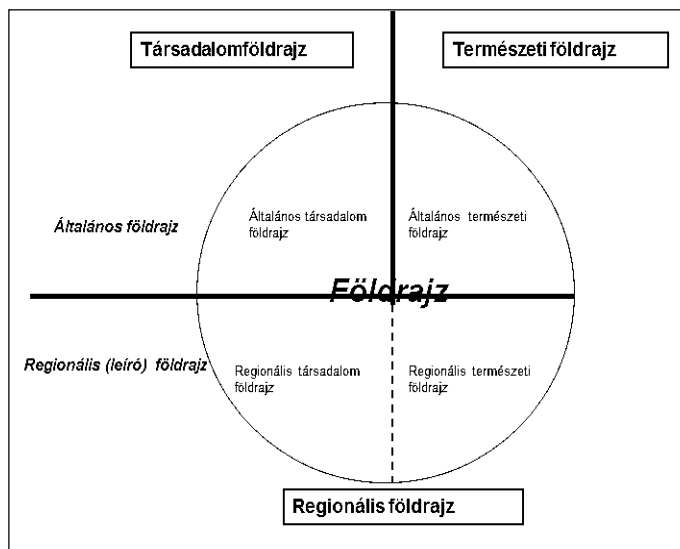 Társadalomföldrajz
Természeti földrajz
Általános földrajz
Általános társadalom
földrajz
Általános természeti
földrajz
Földrajz
Regionális (leíró) földrajz
Regionális társadalom
földrajz
Regionális természeti
földrajz
Regionális földrajz